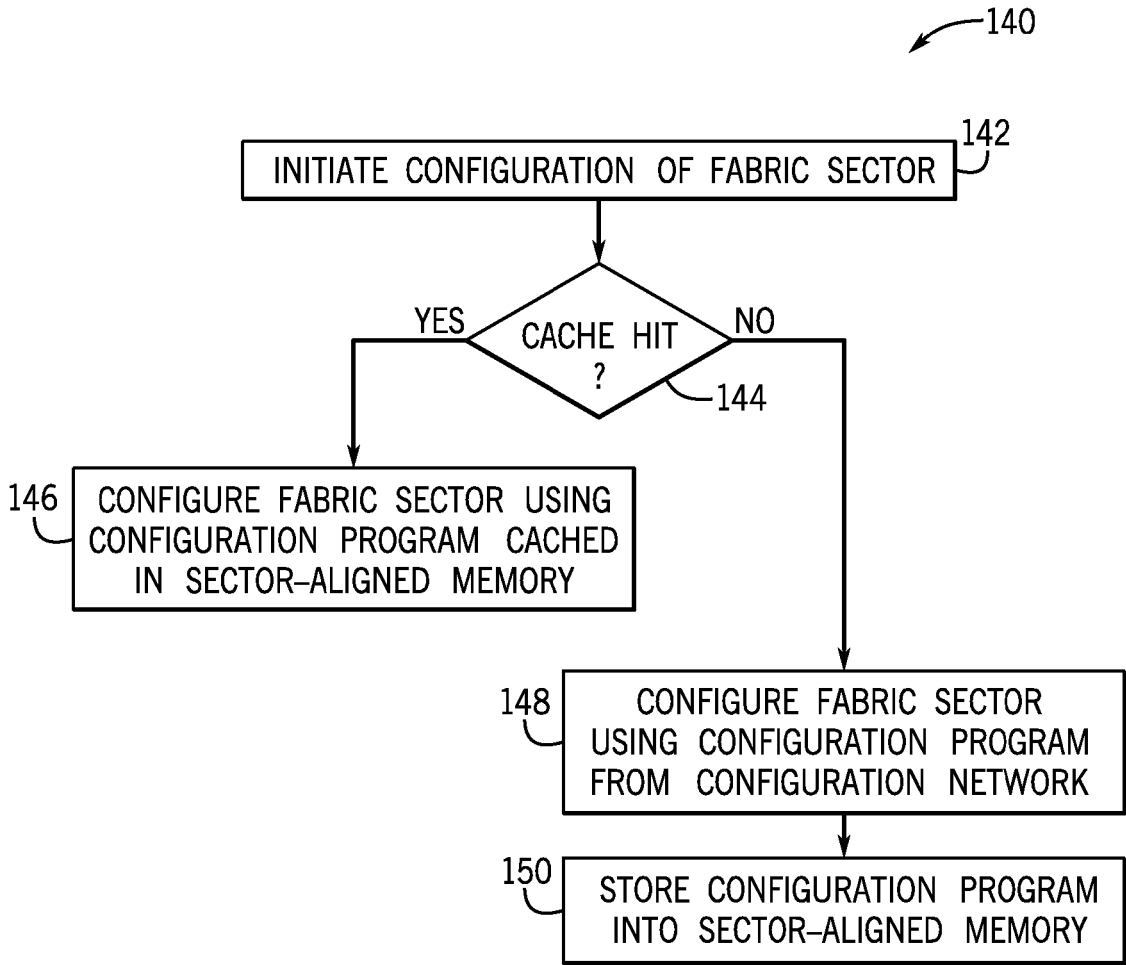 140
142
INITIATE CONFIGURATION OF FABRIC SECTOR
YES
NO
CACHE HIT
?
144
146
CONFIGURE FABRIC SECTOR USING
CONFIGURATION PROGRAM CACHED
IN SECTOR-ALIGNED MEMORY
148
CONFIGURE FABRIC SECTOR
USING CONFIGURATION PROGRAM
FROM CONFIGURATION NETWORK
150
STORE CONFIGURATION PROGRAM
INTO SECTOR-ALIGNED MEMORY